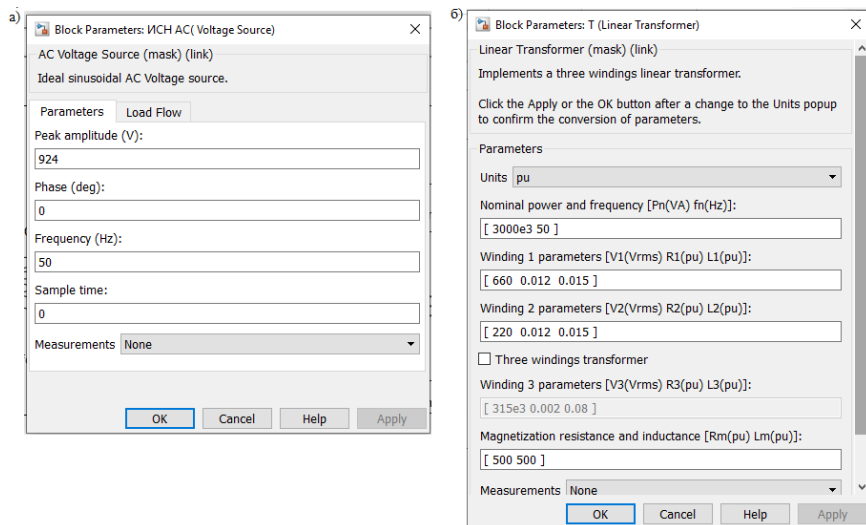 а)
Block Parameters: ИСН AC( Voltage Source)
AC Voltage Source (mask) (link)
Ideal sinusoidal AC Voltage source.
Parameters
Load Flow
Peak amplitude (V):
924
Phase (deg):
0
Frequency (Hz):
50
Sample time:
0
Measurements None
OK Cancel Help Apply
б)
Block Parameters: T (Linear Transformer)
Linear Transformer (mask) (link)
Implements a three windings linear transformer.
Click the Apply or the OK button after a change to the Units popup
to confirm the conversion of parameters.
Parameters
Units pu
Nominal power and frequency [Pn(VA) fn(Hz)]:
[ 3000e3 50 ]
Winding 1 parameters [V1(Vrms) R1(pu) L1(pu)]:
[ 660 0.012 0.015 ]
Winding 2 parameters [V2(Vrms) R2(pu) L2(pu)]:
[ 220 0.012 0.015 ]
Three windings transformer
Winding 3 parameters [V3(Vrms) R3(pu) L3(pu)]:
[ 315e3 0.002 0.08 ]
Magnetization resistance and inductance [Rm(pu) Lm(pu)]:
[ 500 500 ]
Measurements None
OK Cancel Help Apply